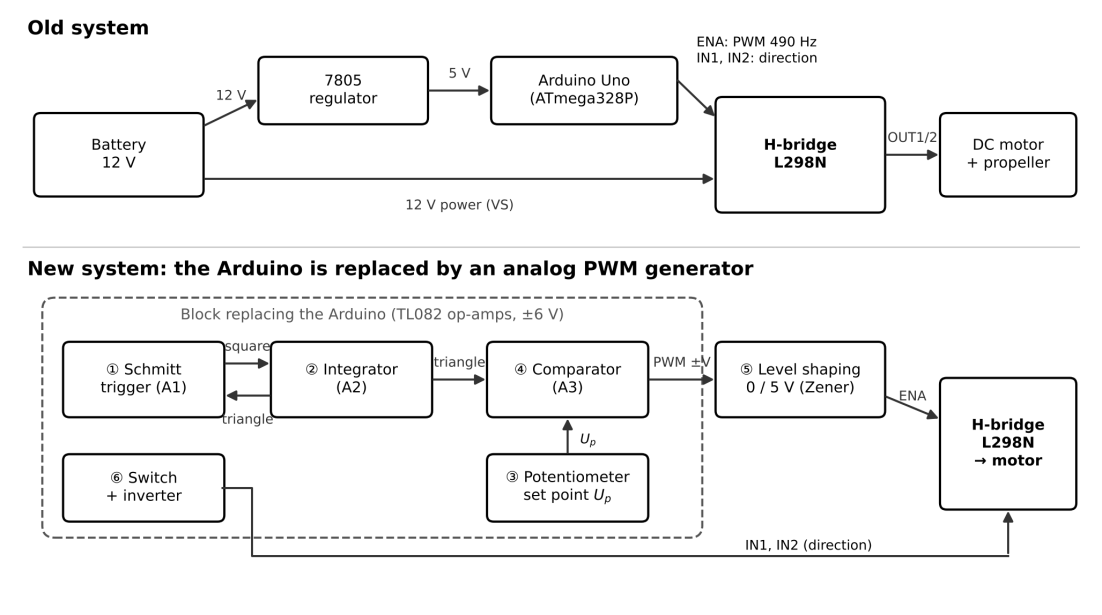 Old system
ENA: PWM 490 Hz
IN1, IN2: direction
7805
regulator
5 V
Arduino Uno
(ATmega328P)
12 V
Battery
12 V
H-bridge
L298N
OUT1/2
DC motor
+ propeller
12 V power (VS)
New system: the Arduino is replaced by an analog PWM generator
Block replacing the Arduino (TL082 op-amps, ±6 V)
① Schmitt
trigger (A1)
square
triangle
② Integrator
(A2)
triangle
④ Comparator
(A3)
PWM ±V
⑤ Level shaping
0 / 5 V (Zener)
ENA
H-bridge
L298N
→ motor
Up
⑥ Switch
+ inverter
③ Potentiometer
set point Up
IN1, IN2 (direction)